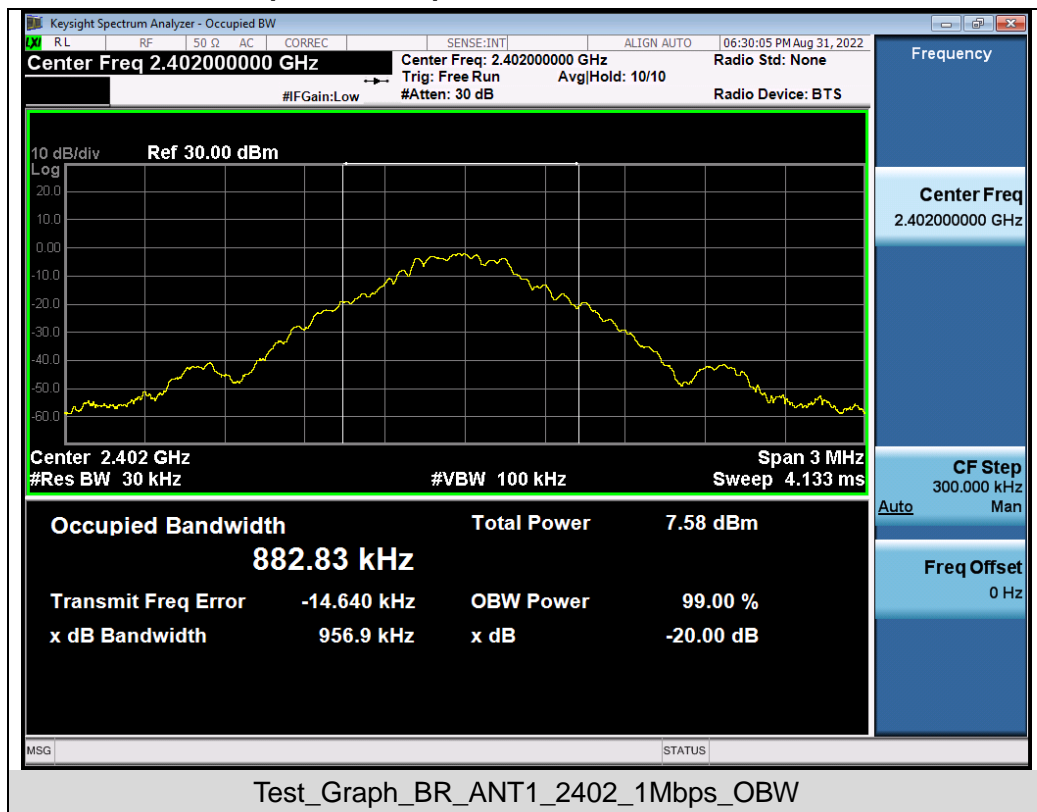 Keysight Spectrum Analyzer - Occupied BW
LXI RL RF 50 Ω AC CORREC SENSE:INT ALIGN AUTO 06:30:05 PM Aug 31, 2022
Center Freq 2.402000000 GHz
Center Freq: 2.402000000 GHz Radio Std: None
Trig: Free Run Avg|Hold: 10/10
#IFGain:Low #Atten: 30 dB Radio Device: BTS
10 dB/div Ref 30.00 dBm
Log
20.0
10.0
0.00
-10.0
-20.0
-30.0
-40.0
-50.0
-60.0
Center 2.402 GHz Span 3 MHz
#Res BW 30 kHz #VBW 100 kHz Sweep 4.133 ms
Occupied Bandwidth Total Power 7.58 dBm
882.83 kHz
Transmit Freq Error -14.640 kHz OBW Power 99.00 %
x dB Bandwidth 956.9 kHz x dB -20.00 dB
MSG STATUS
Frequency
Center Freq
2.402000000 GHz
CF Step
300.000 kHz
Auto Man
Freq Offset
0 Hz
Test_Graph_BR_ANT1_2402_1Mbps_OBW